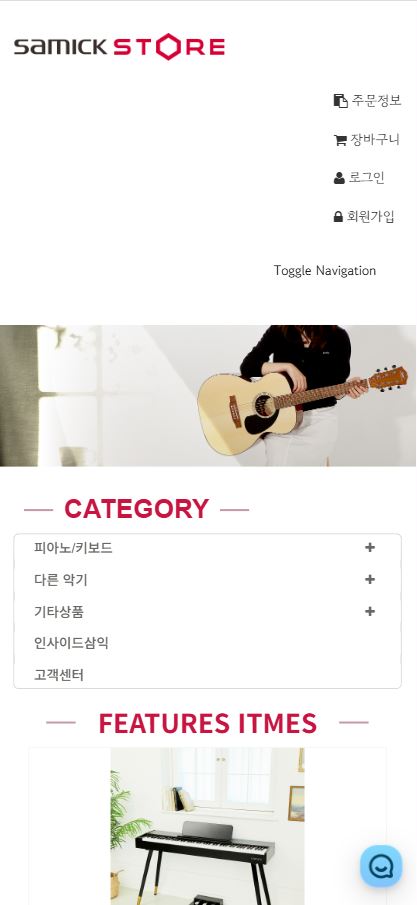 SAMICK STORE
주문정보
장바구니
로그인
회원가입
Toggle Navigation
CATEGORY
피아노/키보드
다른 악기
기타상품
인사이드삼익
고객센터
FEATURES ITMES